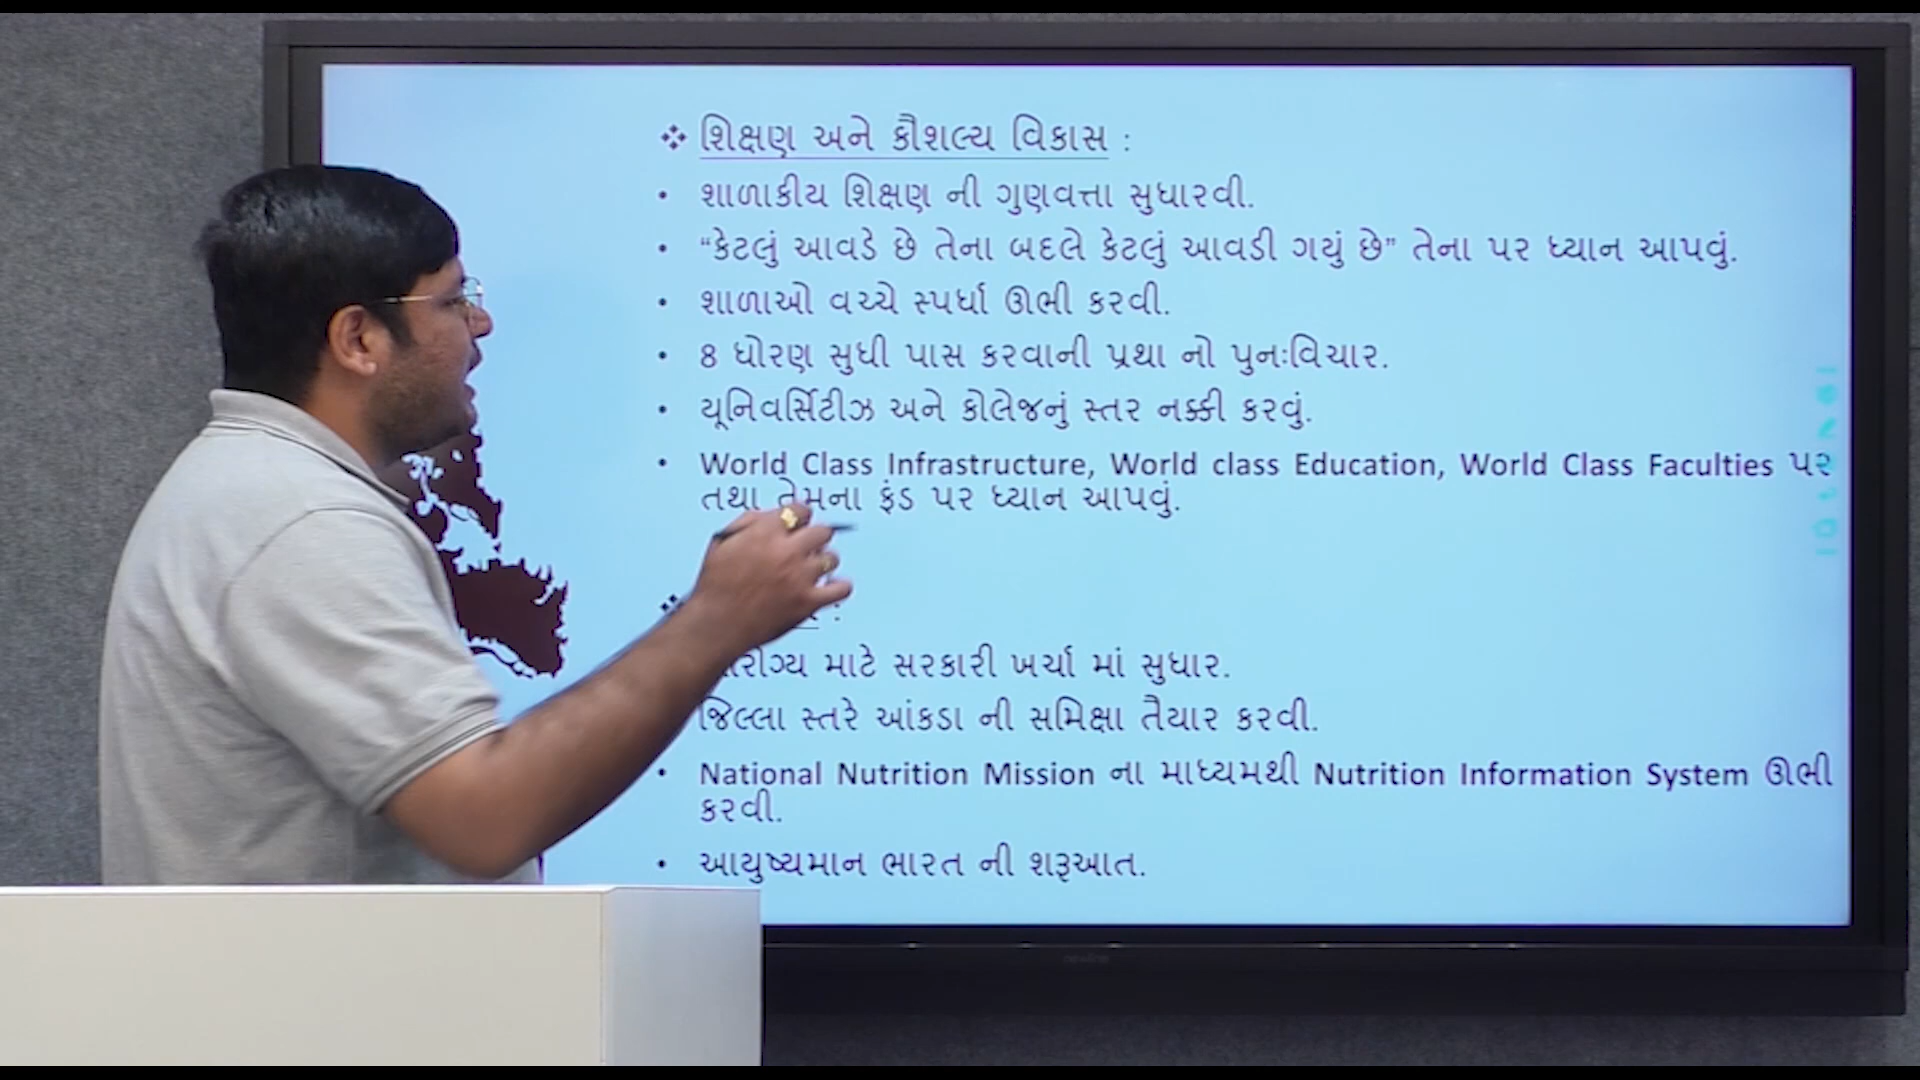 ❖ શિક્ષણ અને કૌશલ્ય વિકાસ :
• શાળાકીય શિક્ષણ ની ગુણવત્તા સુધારવી.
• “કેટલું આવડે છે તેના બદલે કેટલું આવડી ગયું છે” તેના પર ધ્યાન આપવું.
• શાળાઓ વચ્ચે સ્પર્ધા ઊભી કરવી.
• 8 ધોરણ સુધી પાસ કરવાની પ્રથા નો પુનઃવિચાર.
• યૂનિવર્સિટીઝ અને કોલેજનું સ્તર નક્કી કરવું.
• World Class Infrastructure, World class Education, World Class Faculties પર
તથા તેમના ફંડ પર ધ્યાન આપવું.
❖ :
માટે સરકારી ખર્ચા માં સુધાર.
જિલ્લા સ્તરે આંકડા ની સમિક્ષા તૈયાર કરવી.
• National Nutrition Mission ના માધ્યમથી Nutrition Information System ઊભી
કરવી.
• આયુષ્યમાન ભારત ની શરૂઆત.